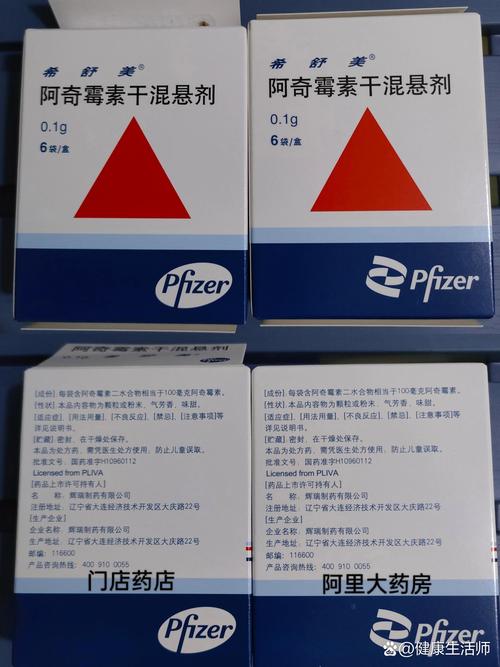 希舒美®
阿奇霉素干混悬剂
0.1g
6袋/盒
Pfizer
希舒美®
阿奇霉素干混悬剂
0.1g
6袋/盒
Pfizer
阿奇霉素干混悬剂
[成份] 每袋含阿奇霉素二水合物相当于100毫克阿奇霉素。
[性状] 本品内容物为颗粒或粉末，气芳香，味甜。
[适应症]、[用法用量]、[不良反应]、[禁忌]、[注意事项]等
详见说明书。
[贮藏] 密封，在干燥处保存。
本品为处方药，需凭医生处方使用，防止儿童误取。
批准文号：国药准字H10960112
Licensed from PLIVA
[药品上市许可持有人]
名 称：辉瑞制药有限公司
注册地址：辽宁省大连经济技术开发区大庆路22号
[生产企业]
企业名称：辉瑞制药有限公司
生产地址：辽宁省大连经济技术开发区大庆路22号
邮编：116600
产品咨询热线：400 910 0055
门店药店
Pfizer
[成份] 每袋含阿奇霉素二水合物相当于100毫克阿奇霉素。
[性状] 本品内容物为颗粒或粉末，气芳香，味甜。
[适应症]、[用法用量]、[不良反应]、[禁忌]、[注意事项]等
详见说明书。
[贮藏] 密封，在干燥处保存。
本品为处方药，需凭医生处方使用，防止儿童误取。
批准文号：国药准字H10960112
Licensed from PLIVA
[药品上市许可持有人]
名 称：辉瑞制药有限公司
注册地址：辽宁省大连经济技术开发区大庆路22号
[生产企业]
企业名称：辉瑞制药有限公司
生产地址：辽宁省大连经济技术开发区大庆路22号
邮编：116600
产品咨询热线：400 910 0055
阿里大药房
Pfizer
@健康生活师